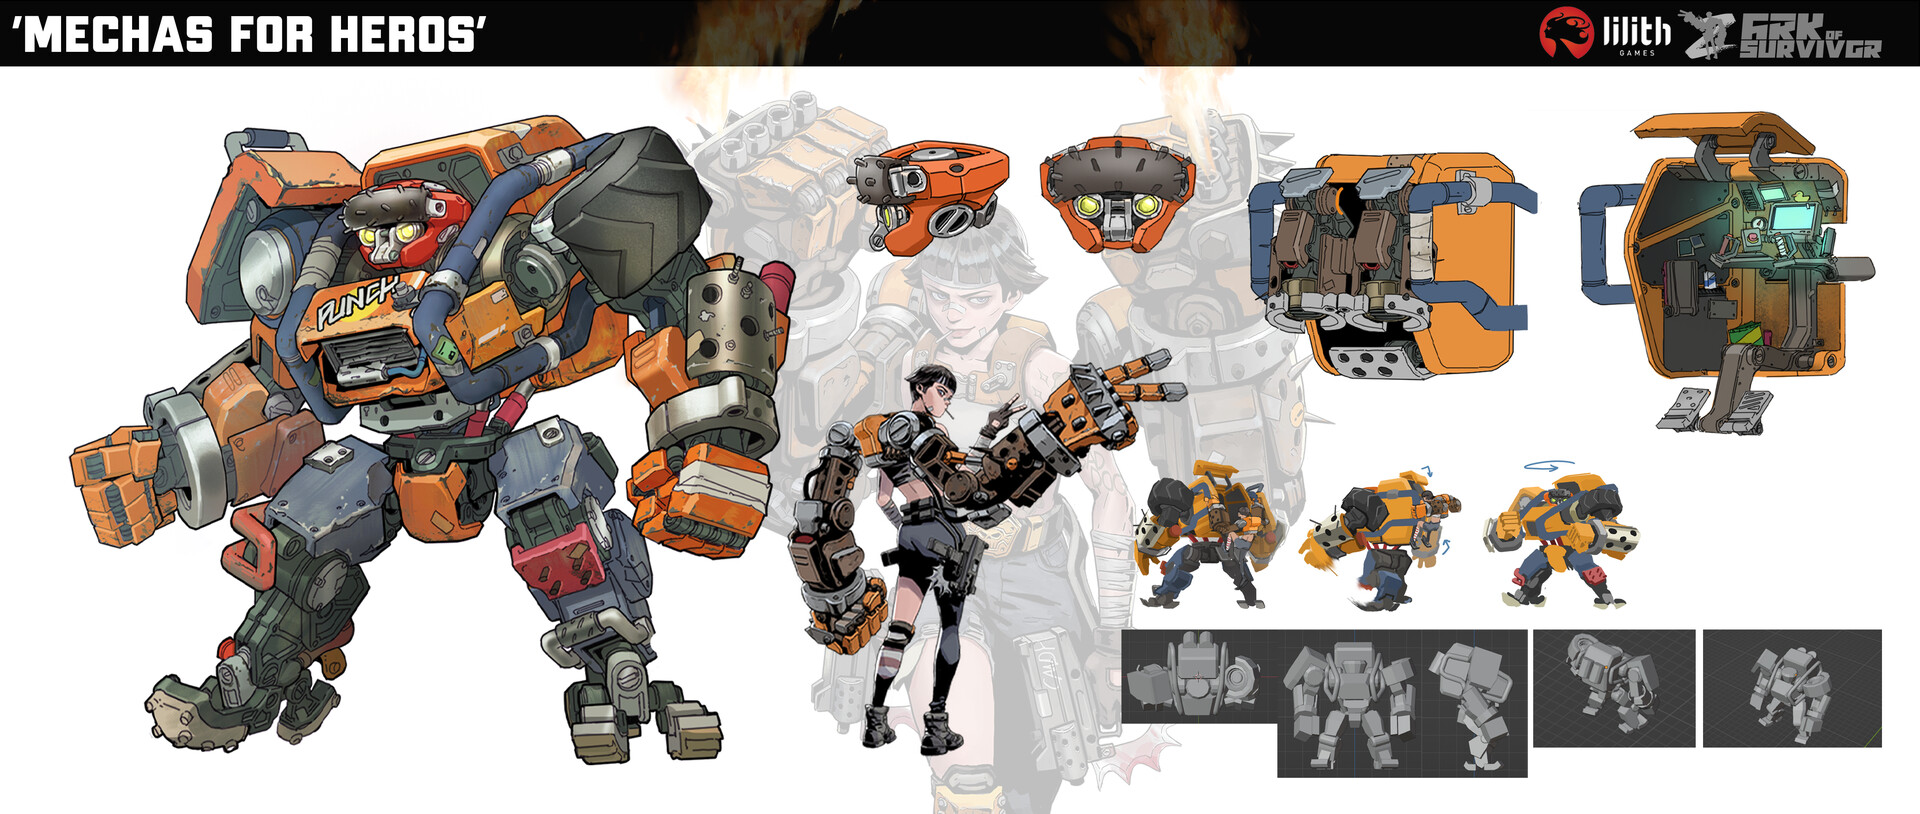 'MECHAS FOR HEROS'
lilith
GAMES
ARK OF
SURVIVOR
PUNCH